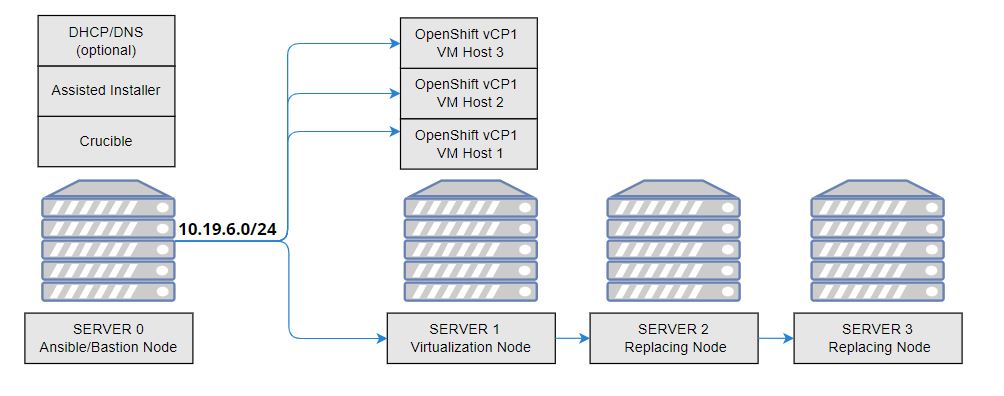 DHCP/DNS
(optional)
Assisted Installer
Crucible
OpenShift vCP1
VM Host 3
OpenShift vCP1
VM Host 2
OpenShift vCP1
VM Host 1
10.19.6.0/24
SERVER 0
Ansible/Bastion Node
SERVER 1
Virtualization Node
SERVER 2
Replacing Node
SERVER 3
Replacing Node